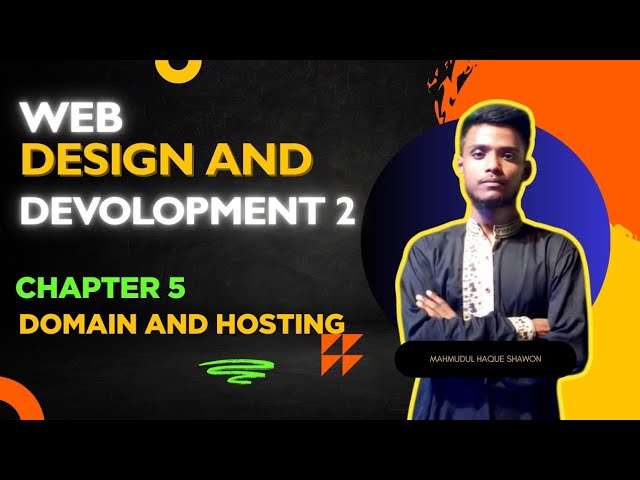 WEB
DESIGN AND
DEVOLOPMENT 2
CHAPTER 5
DOMAIN AND HOSTING
MAHMUDUL HAQUE SHAWON